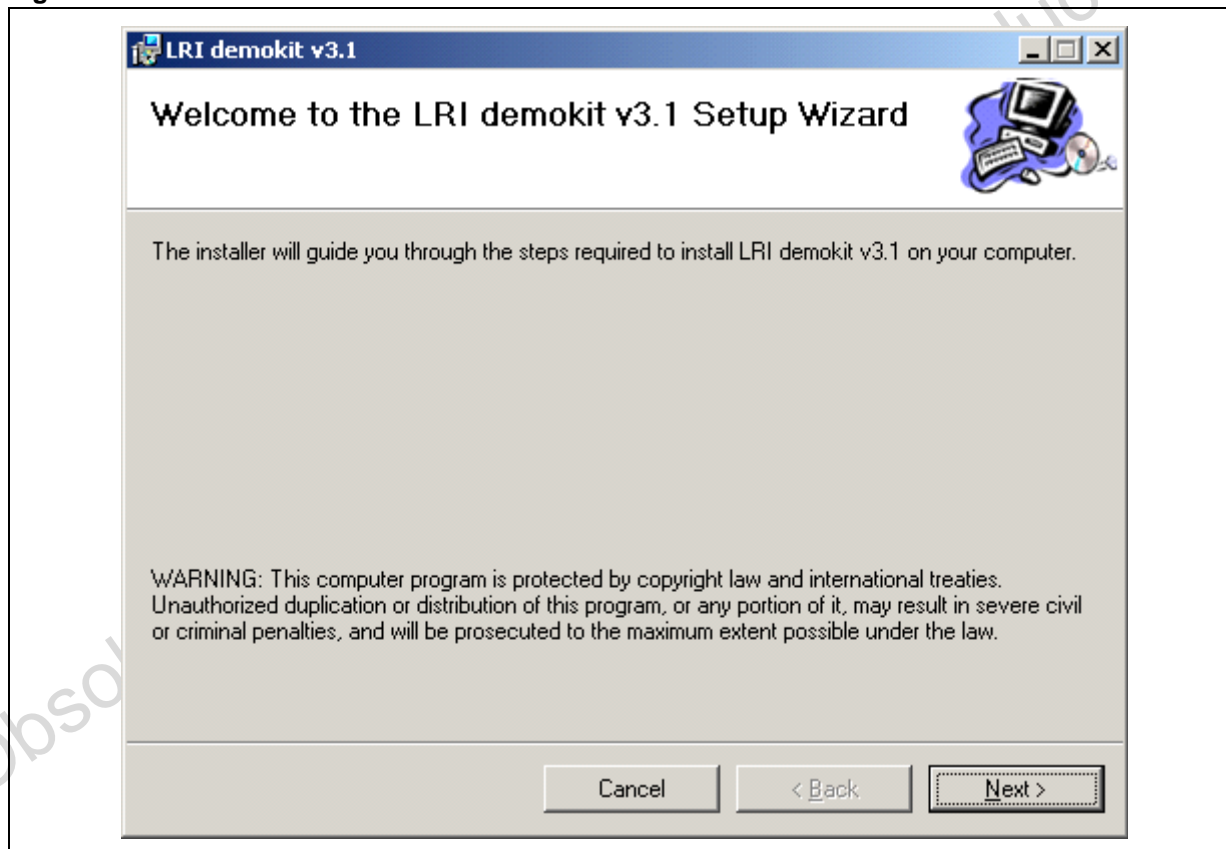 LRI demokit v3.1
Welcome to the LRI demokit v3.1 Setup Wizard
The installer will guide you through the steps required to install LRI demokit v3.1 on your computer.
WARNING: This computer program is protected by copyright law and international treaties.
Unauthorized duplication or distribution of this program, or any portion of it, may result in severe civil
or criminal penalties, and will be prosecuted to the maximum extent possible under the law.
Cancel
< Back
Next >